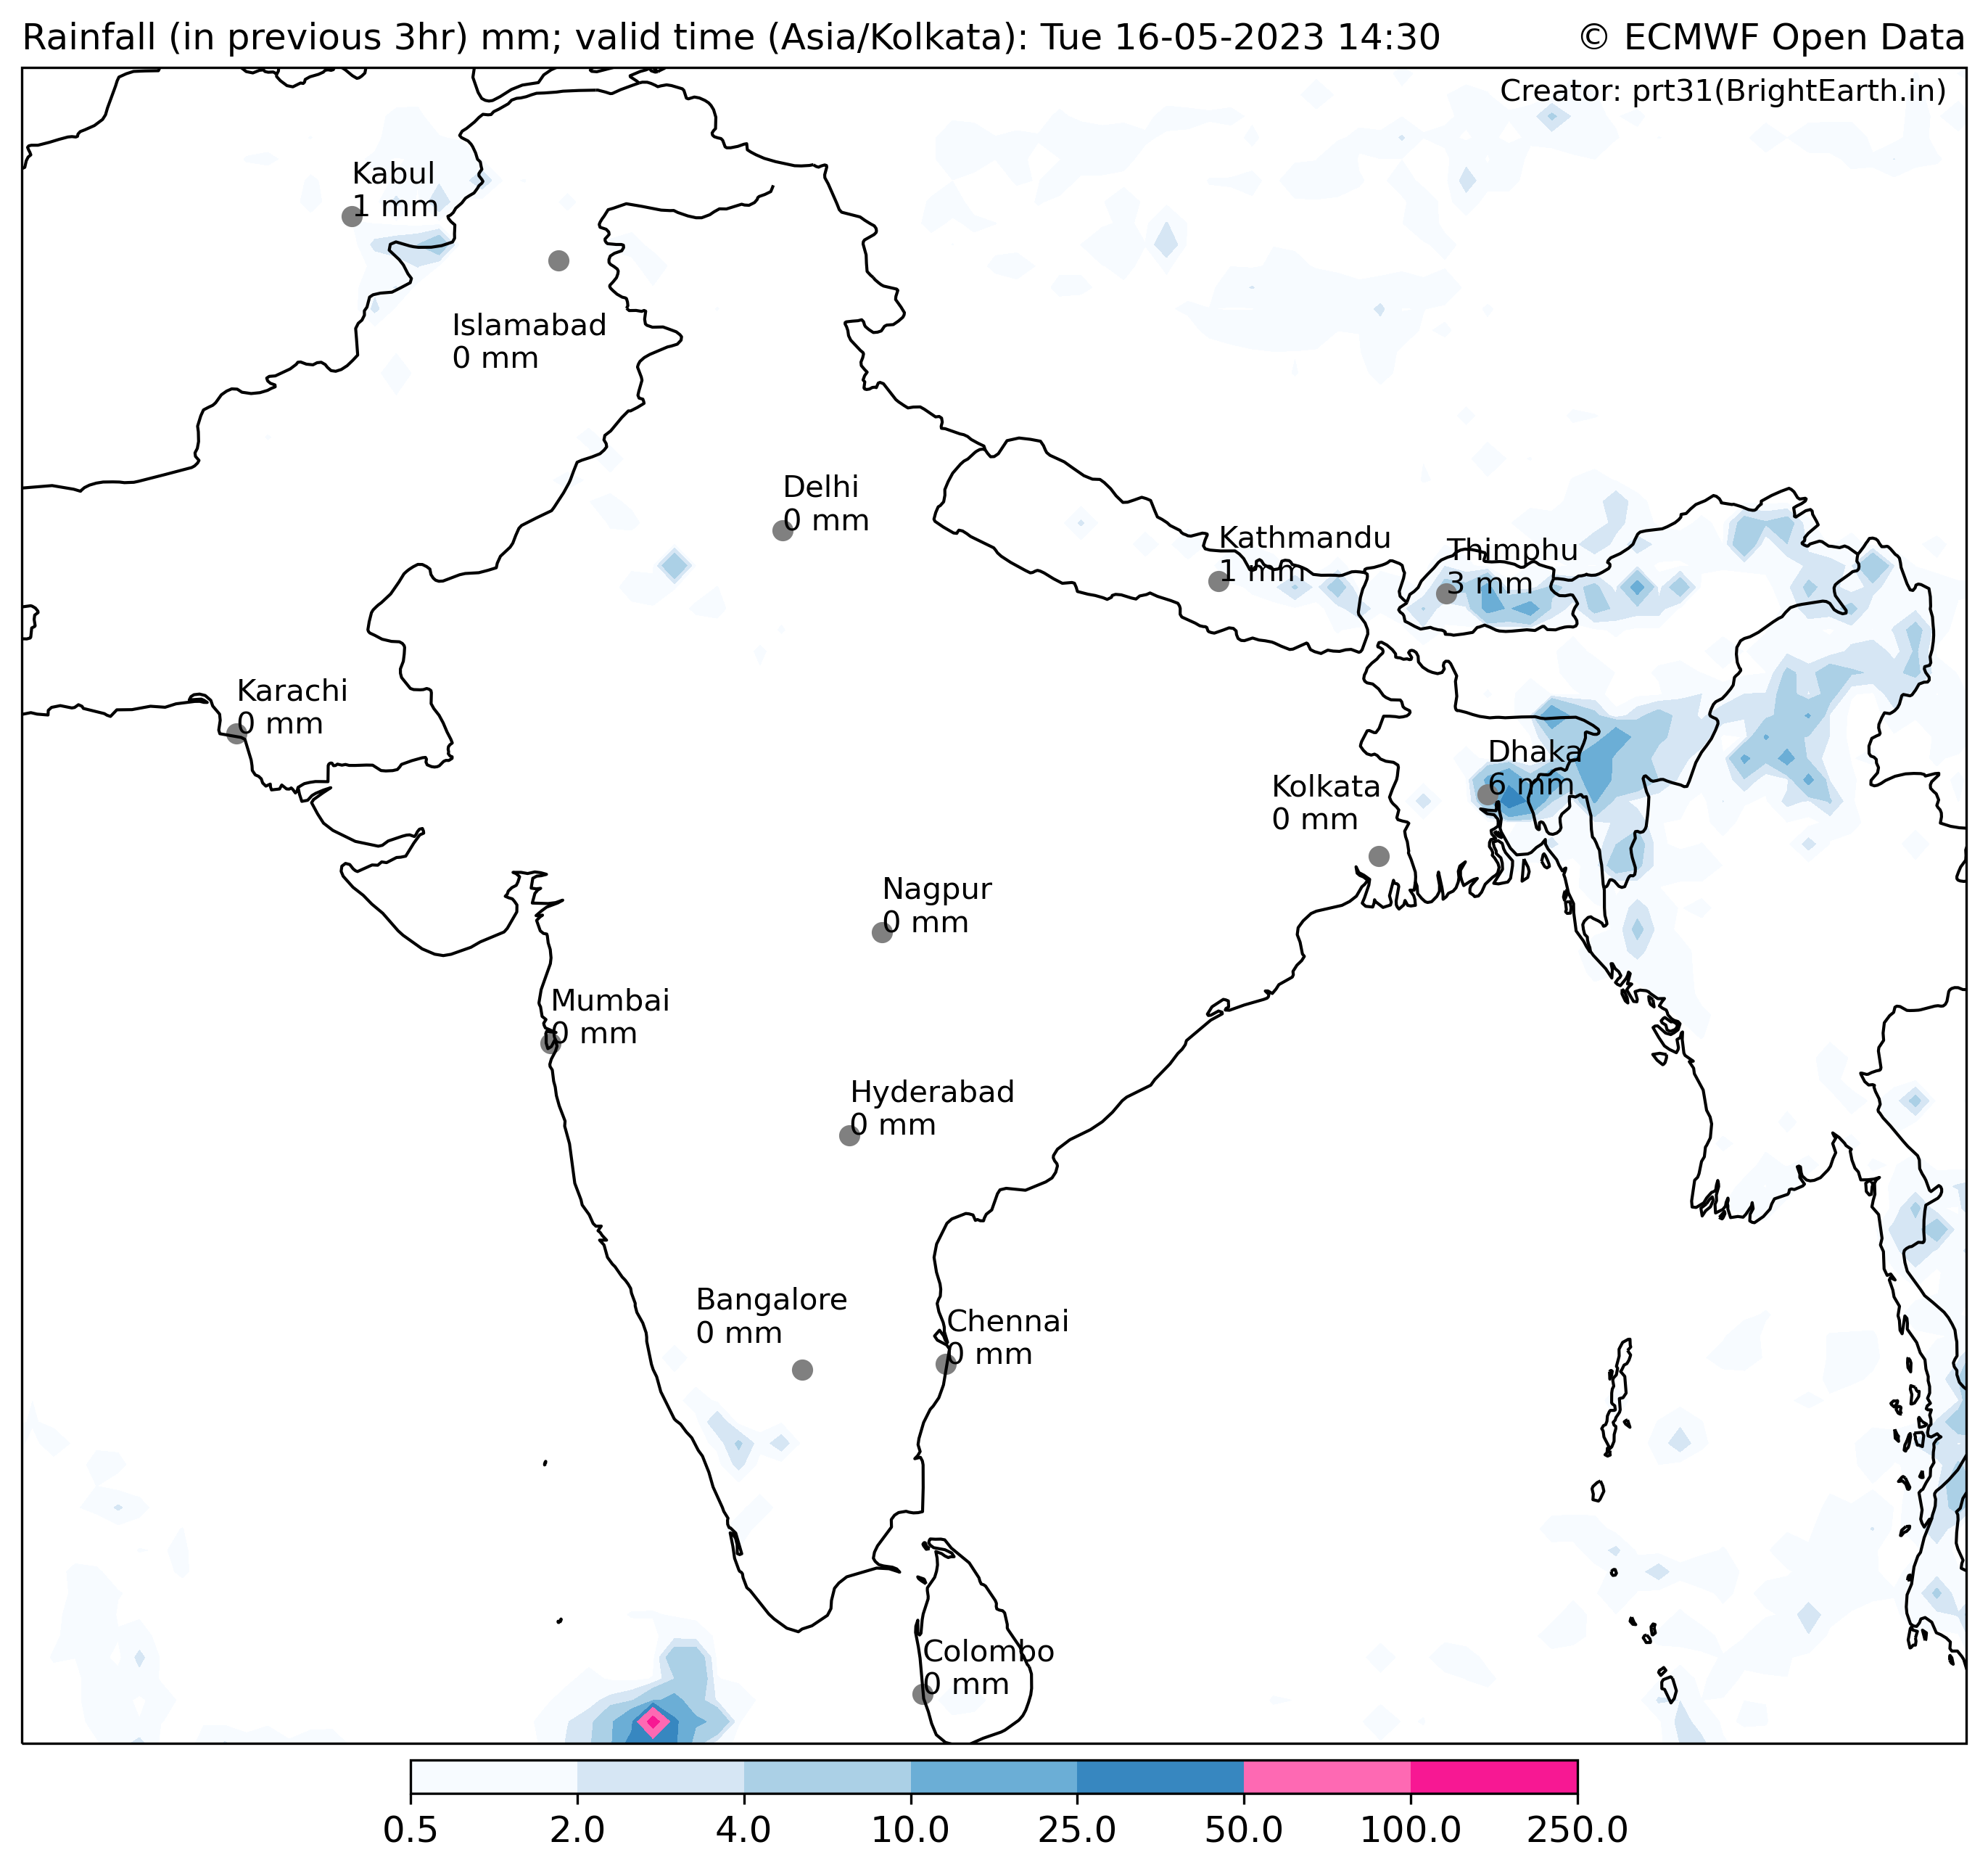 Rainfall (in previous 3hr) mm; valid time (Asia/Kolkata): Tue 16-05-2023 14:30
© ECMWF Open Data
Creator: prt31(BrightEarth.in)
Kabul
1 mm
Islamabad
0 mm
Delhi
0 mm
Kathmandu
1 mm
Thimphu
3 mm
Karachi
0 mm
Dhaka
6 mm
Kolkata
0 mm
Nagpur
0 mm
Mumbai
0 mm
Hyderabad
0 mm
Bangalore
0 mm
Chennai
0 mm
Colombo
0 mm
0.5 2.0 4.0 10.0 25.0 50.0 100.0 250.0